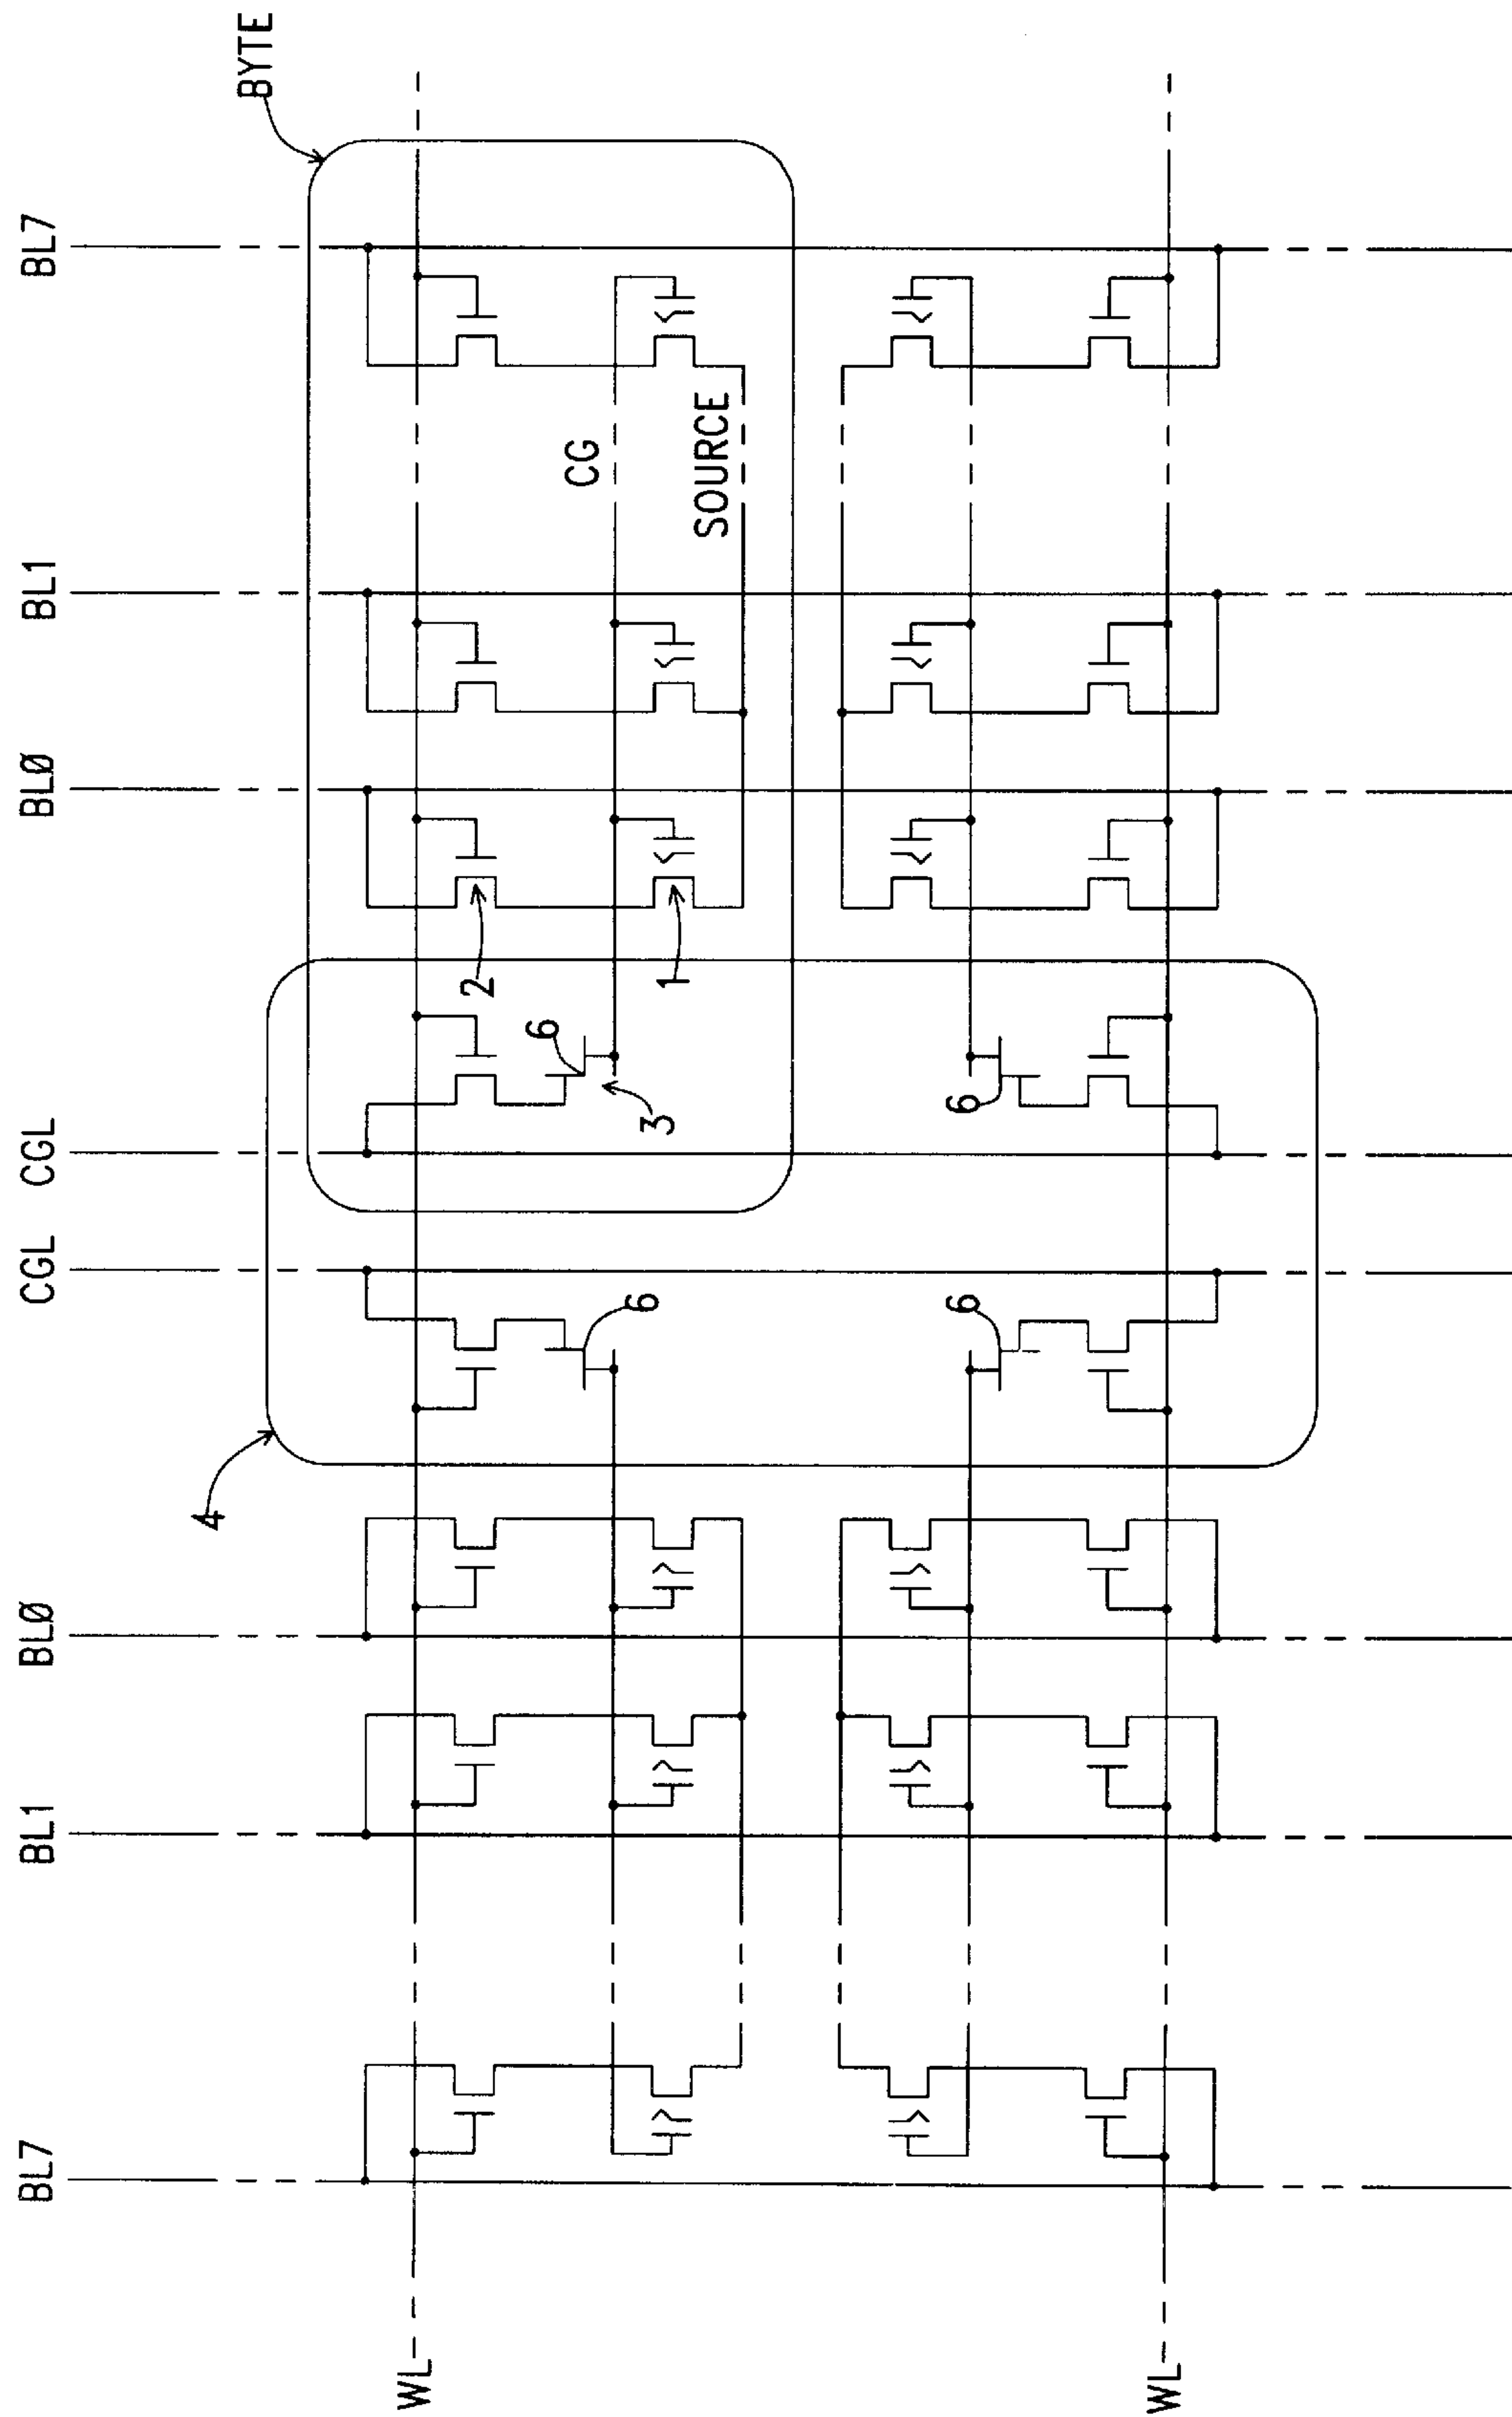 BL7 BL1 BLØ CGL CGL BLØ BL1 BL7
4
BYTE
WL
2
6 6
CG
3
1
SOURCE
6 6
WL